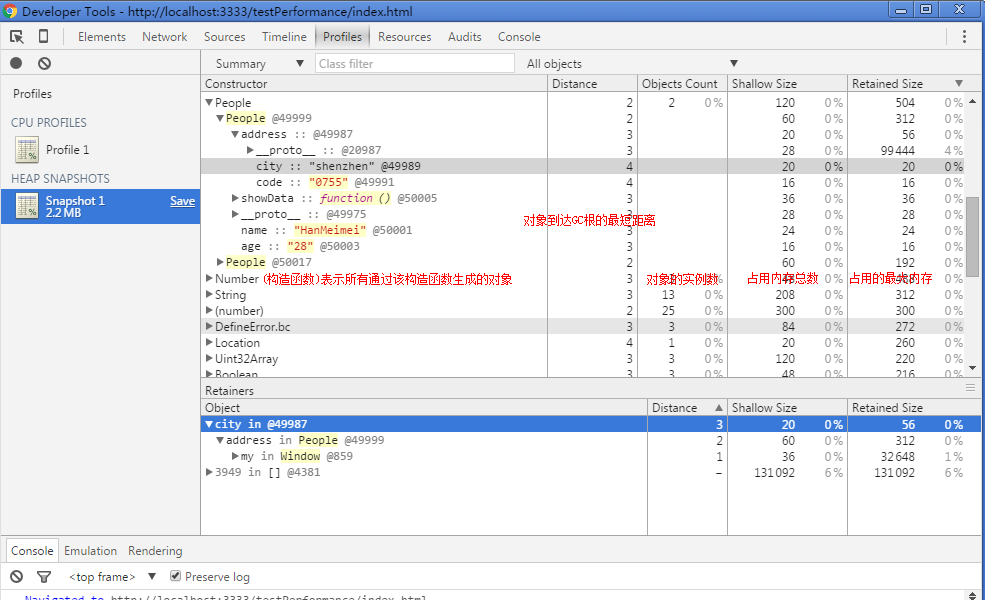 Developer Tools - http://localhost:3333/testPerformance/index.html
Elements Network Sources Timeline Profiles Resources Audits Console
Summary ▼ Class filter All objects ▼
Profiles
CPU PROFILES
Profile 1
HEAP SNAPSHOTS
Snapshot 1 Save
2.2 MB
Constructor Distance Objects Count Shallow Size Retained Size ▼
▼People 2 2 0% 120 0% 504 0%
▼People @49999 2 60 0% 312 0%
▼address :: @49987 3 20 0% 56 0%
▶__proto__ :: @20987 3 28 0% 99444 4%
city :: "shenzhen" @49989 4 20 0% 20 0%
code :: "0755" @49991 4 16 0% 16 0%
▶showData :: function () @50005 3 36 0% 36 0%
▶__proto__ :: @49975 28 0% 28 0%
对象到达GC根的最短距离
name :: "HanMeimei" @50001 3 24 0% 24 0%
age :: "28" @50003 3 16 0% 16 0%
▶People @50017 2 60 0% 192 0%
▶Number (构造函数)表示所有通过该构造函数生成的对象 3 对象的实例数 占用内存总数 占用的最大内存
▶String 3 13 0% 208 0% 312 0%
▶(number) 2 25 0% 300 0% 300 0%
▶DefineError.bc 3 3 0% 84 0% 272 0%
▶Location 4 1 0% 20 0% 260 0%
▶Uint32Array 3 3 0% 120 0% 220 0%
▶Boolean 3 3 0% 48 0% 216 0%
Retainers
Object Distance ▲ Shallow Size Retained Size
▼city in @49987 3 20 0% 56 0%
▼address in People @49999 2 60 0% 312 0%
▶my in Window @859 1 36 0% 32648 1%
▶3949 in [] @4381 – 131092 6% 131092 6%
Console Emulation Rendering
<top frame> ▼ Preserve log
Navigated to http://localhost:3333/testPerformance/index.html